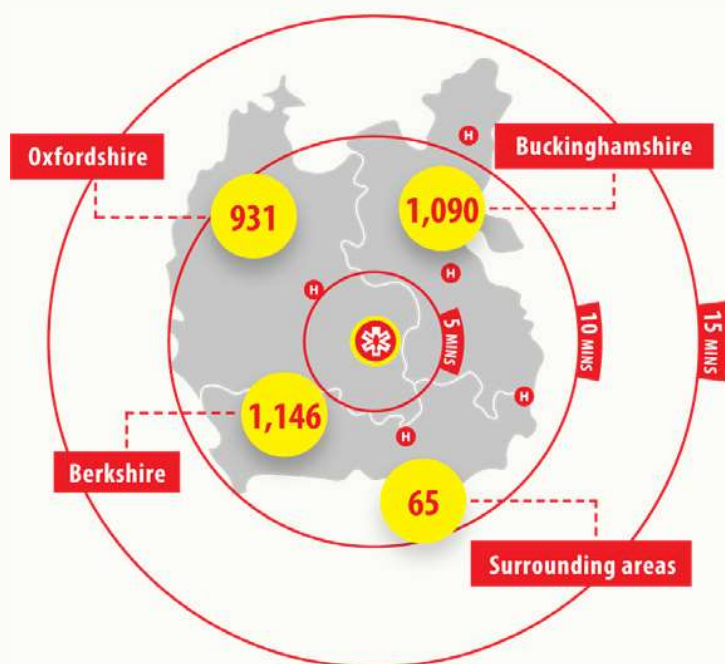 H
Oxfordshire
Buckinghamshire
931
1,090
H
H
5 MINS
10 MINS
15 MINS
1,146
H
H
Berkshire
65
Surrounding areas